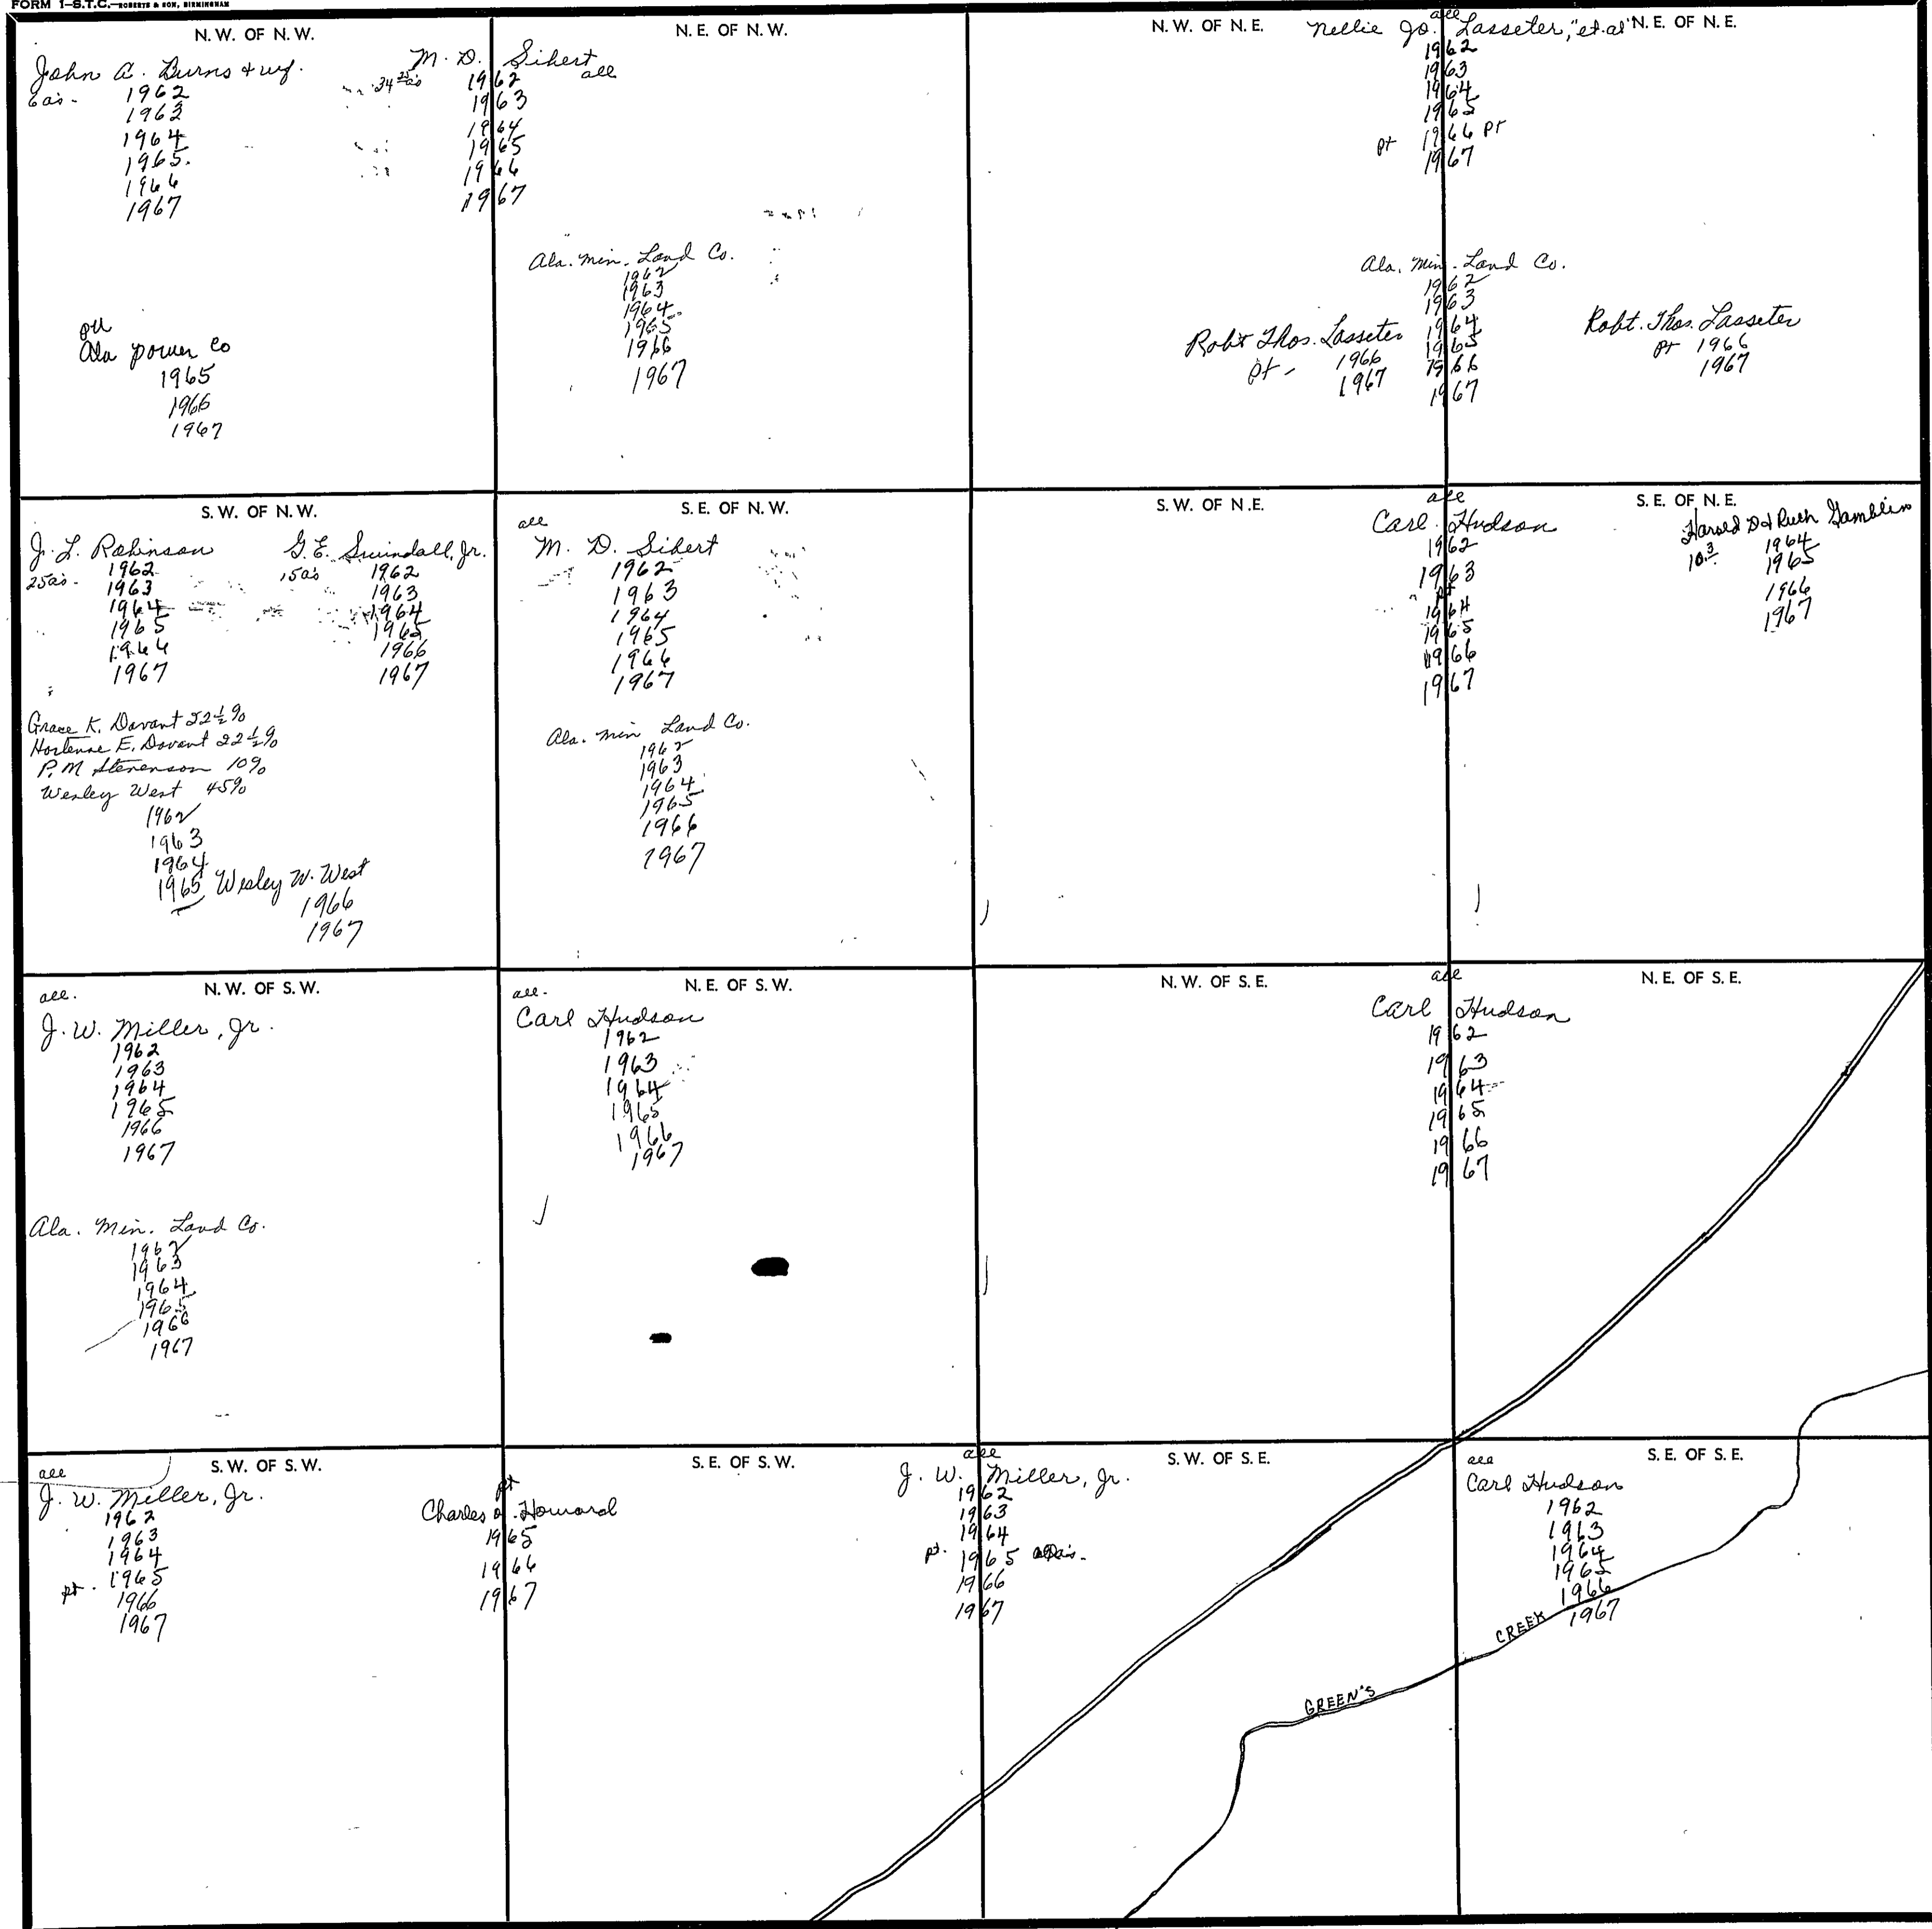 FORM 1-S.T.C.—ROBERTS & SON, BIRMINGHAM
N. W. OF N. W.
John A. Burns & wf.
6 a's - 1962
1963
1964
1965.
1966
1967
M. D. Sibert
34 25 a's 1962 all
1963
1964
1965
1966
1967
Ala Power Co
1965
1966
1967
N. E. OF N. W.
Ala. Min. Land Co.
1962
1963
1964
1965
1966
1967
N. W. OF N. E.
all
Nellie Jo. Lasseter, "et al"
1962
1963
1964
1965
1966 pt
pt 1967
N. E. OF N. E.
Ala. Min. Land Co.
1962
1963
1964
1965
1966
1967
Robt Thos. Lasseter
pt - 1966
1967
Robt. Thos. Lasseter
pt 1966
1967
S. W. OF N. W.
J. L. Robinson
25 a's - 1962
1963
1964
1965
1966
1967
G. E. Swindall, Jr.
15 a's 1962
1963
1964
1965
1966
1967
Grace K. Davant 22½%
Hortense E. Davant 22½%
P. M Stevenson 10%
Wesley West 45%
1962
1963
1964
1965
Wesley W. West
1966
1967
S. E. OF N. W.
all
M. D. Sibert
1962
1963
1964
1965
1966
1967
Ala. Min Land Co.
1962
1963
1964
1965
1966
1967
S. W. OF N. E.
all
Carl Hudson
1962
1963
pt
1964
1965
1966
1967
S. E. OF N. E.
Harold D & Ruth Gamblin
10.3 1964
1965
1966
1967
N. W. OF S. W.
all.
J. W. Miller, Jr.
1962
1963
1964
1965
1966
1967
Ala. Min. Land Co.
1962
1963
1964
1965
1966
1967
N. E. OF S. W.
all.
Carl Hudson
1962
1963
1964
1965
1966
1967
N. W. OF S. E.
all
Carl Hudson
1962
1963
1964
1965
1966
1967
N. E. OF S. E.
S. W. OF S. W.
all
J. W. Miller, Jr.
1962
1963
1964
pt. 1965
1966
1967
pt
Charles Howard
1965
1966
1967
S. E. OF S. W.
all
J. W. Miller, Jr.
1962
1963
1964
pt. 1965
1966
1967
S. W. OF S. E.
S. E. OF S. E.
all
Carl Hudson
1962
1963
1964
1965
1966
1967
GREEN'S CREEK